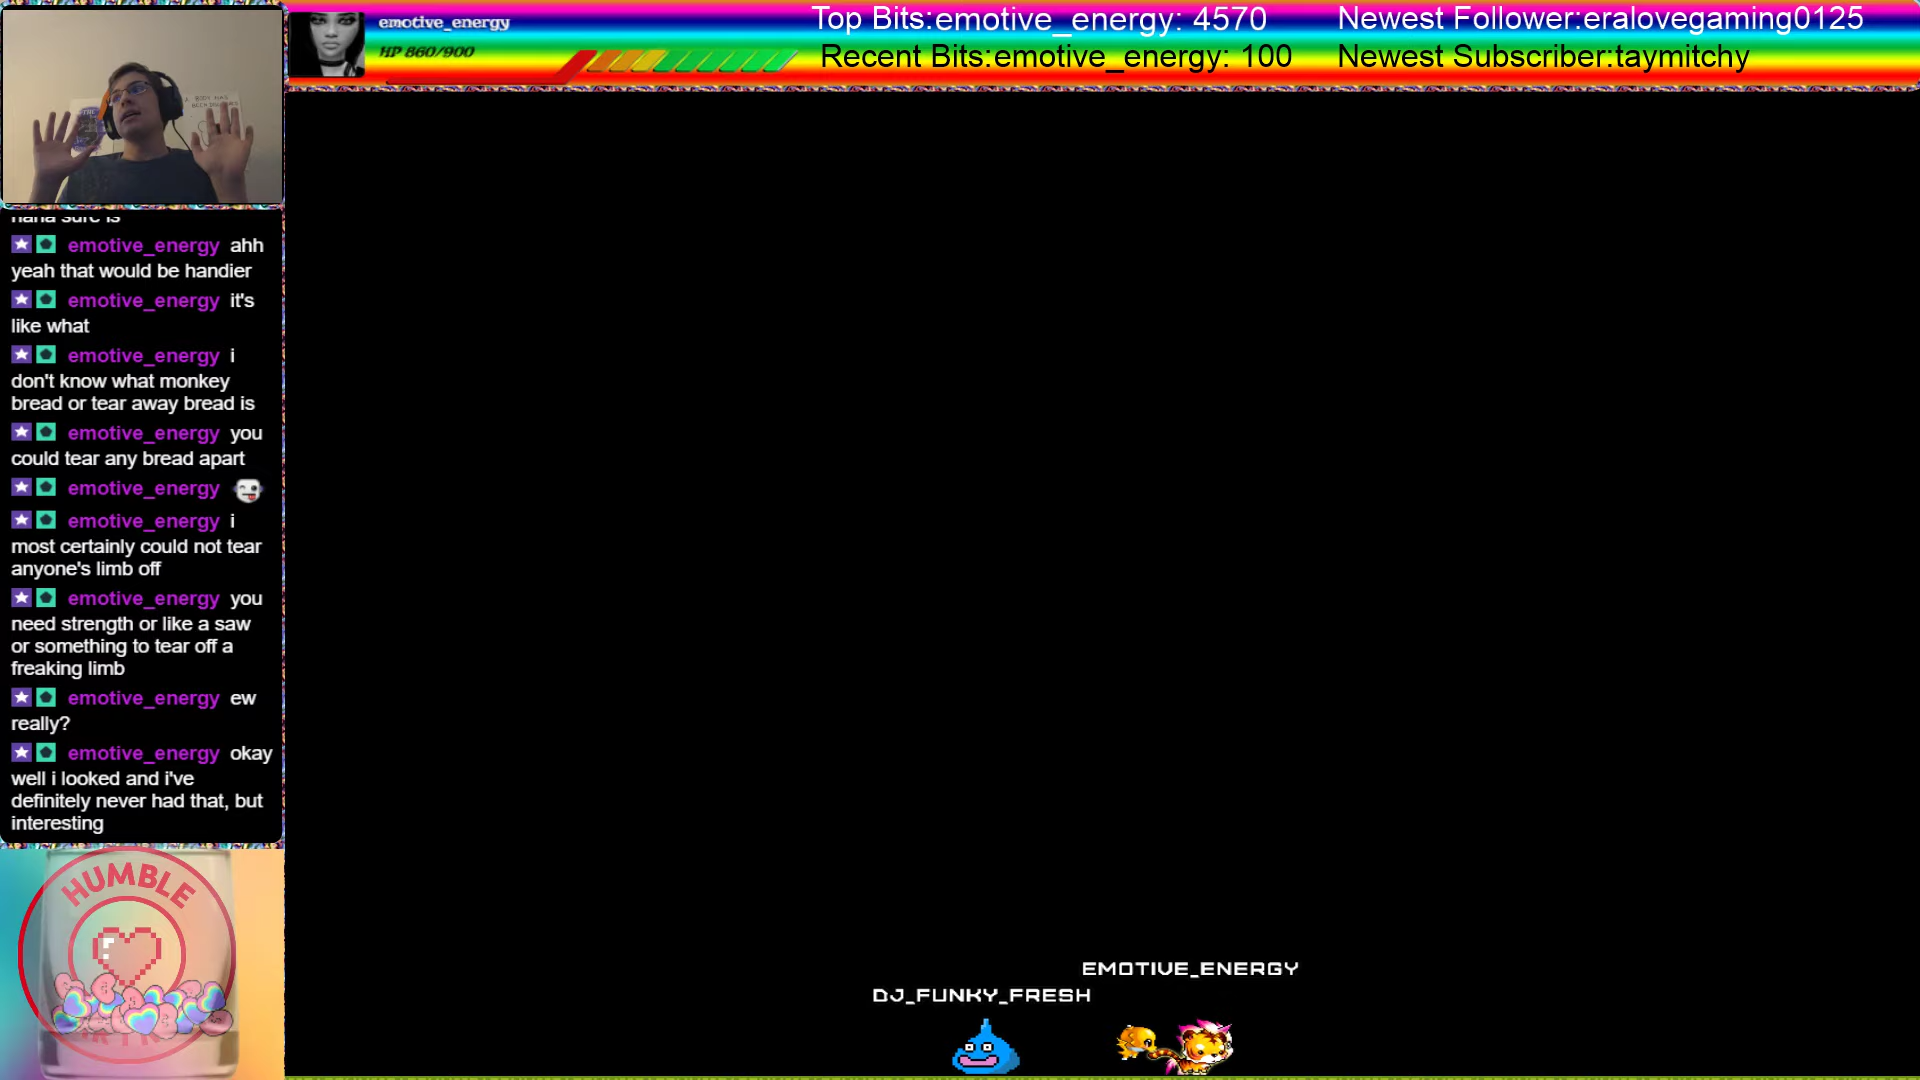 emotive_energy
HP 860/900
Top Bits:emotive_energy: 4570
Newest Follower:eralovegaming0125
Recent Bits:emotive_energy: 100
Newest Subscriber:taymitchy
haha sure is
emotive_energy ahh
yeah that would be handier
emotive_energy it's
like what
emotive_energy i
don't know what monkey
bread or tear away bread is
emotive_energy you
could tear any bread apart
emotive_energy
emotive_energy i
most certainly could not tear
anyone's limb off
emotive_energy you
need strength or like a saw
or something to tear off a
freaking limb
emotive_energy ew
really?
emotive_energy okay
well i looked and i've
definitely never had that, but
interesting
HUMBLE
EMOTIVE_ENERGY
DJ_FUNKY_FRESH